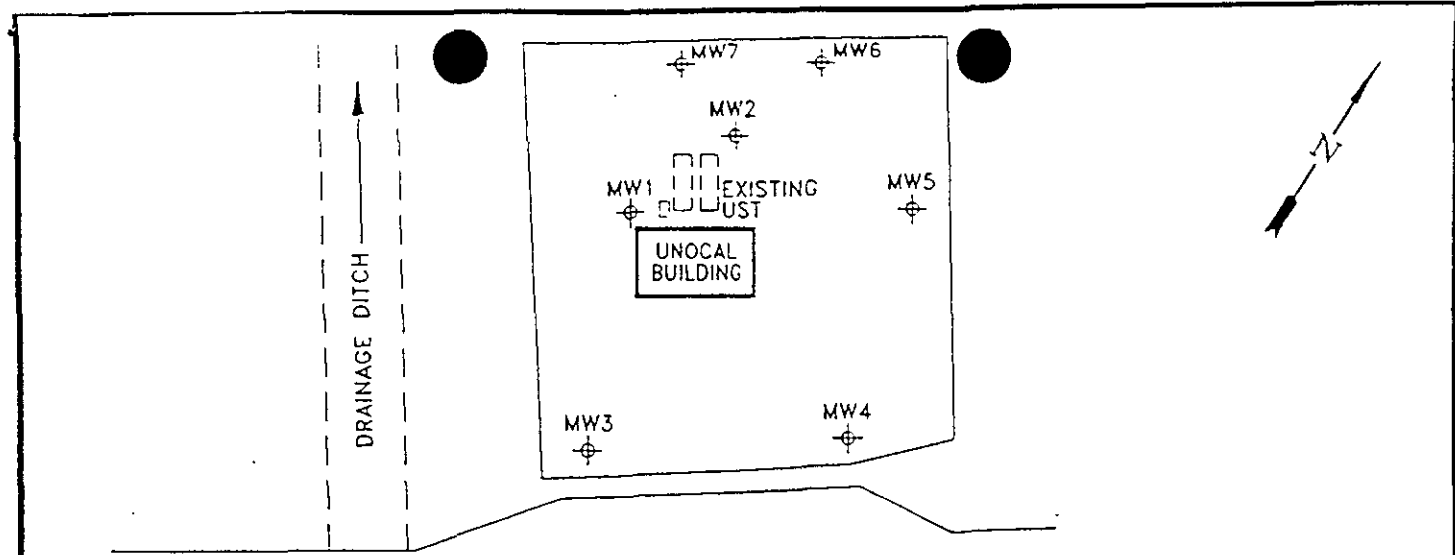 MW7
MW6
MW2
N
MW1
EXISTING
UST
MW5
UNOCAL
BUILDING
DRAINAGE DITCH
MW3
MW4